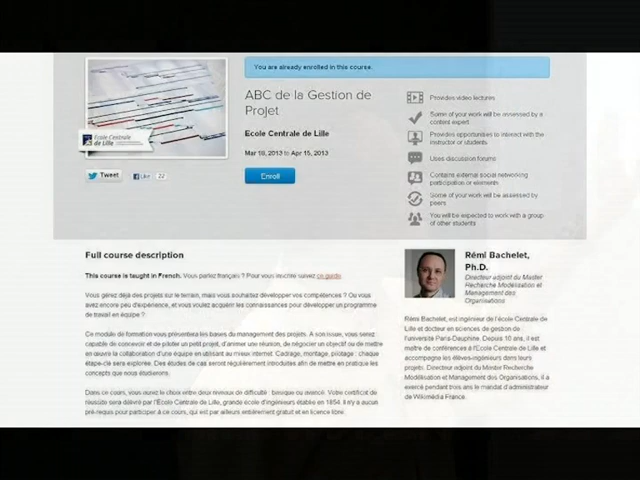 You are already enrolled in this course.
ABC de la Gestion de
Projet
Ecole Centrale de Lille
Mar 18, 2013 to Apr 15, 2013
Enroll
Ecole Centrale
de Lille
Tweet
Like 22
Provides video lectures
Some of your work will be assessed by a
content expert
Provides opportunities to interact with the
instructor or students
Uses discussion forums
Contains external social networking
participation or elements
Some of your work will be assessed by
peers
You will be expected to work with a group
of other students
Full course description
This course is taught in French. Vous parlez français ? Pour vous inscrire suivez ce guide
Vous gérez déjà des projets sur le terrain, mais vous souhaitez développer vos compétences ? Ou vous
avez encore peu d'expérience, et vous voulez acquérir les connaissances pour développer un programme
de travail en équipe ?
Ce module de formation vous présentera les bases du management des projets. A son issue, vous serez
capable de concevoir et de piloter un petit projet, d'animer une réunion, de négocier un objectif ou de mettre
en œuvre la collaboration d'une équipe en utilisant au mieux internet. Cadrage, montage, pilotage : chaque
étape-clé sera explorée. Des études de cas seront régulièrement introduites afin de mettre en pratique les
concepts que nous étudierons.
Dans ce cours, vous aurez le choix entre deux niveaux de difficulté : basique ou avancé. Votre certificat de
réussite sera délivré par l'École Centrale de Lille, grande école d'ingénieurs établie en 1854. Il n'y a aucun
pré-requis pour participer à ce cours, qui est par ailleurs entièrement gratuit et en licence libre.
Rémi Bachelet,
Ph.D.
Directeur adjoint du Master
Recherche Modélisation et
Management des
Organisations
Rémi Bachelet, est ingénieur de l'école Centrale de
Lille et docteur en sciences de gestion de
l'université Paris-Dauphine. Depuis 10 ans, il est
maître de conférences à l'Ecole Centrale de Lille et
accompagne les élèves-ingénieurs dans leurs
projets. Directeur adjoint du Master Recherche
Modélisation et Management des Organisations, il a
exercé pendant trois ans le mandat d'administrateur
de Wikimédia France.